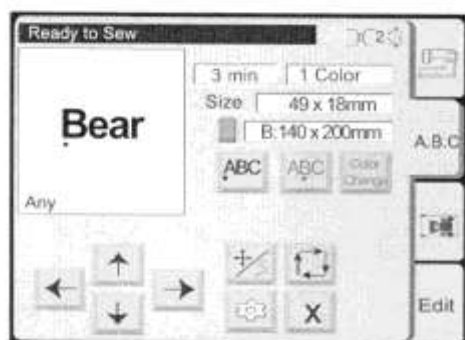 Ready to Sew
2
3 min 1 Color
Size 49 x 18mm
B:140 x 200mm
Bear
Any
ABC ABC Color Change
X
A.B.C
Edit